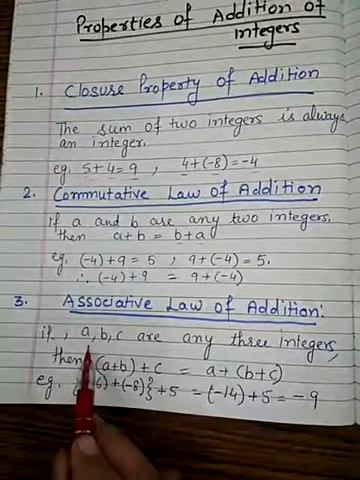 Properties of Addition of
Integers
1. Closure Property of Addition
The sum of two integers is always
an integer.
eg. 5+4=9 , 4+(-8)=-4
2. Commutative Law of Addition
if a and b are any two integers.
then a+b = b+a
eg. (-4)+9 = 5 , 9+(-4)=5.
∴ (-4)+9 = 9+(-4)
3. Associative Law of Addition:
if , a,b,c are any three integers,
then (a+b)+c = a+(b+c)
eg. 6)+(-8)}+5 = (-14)+5 = -9